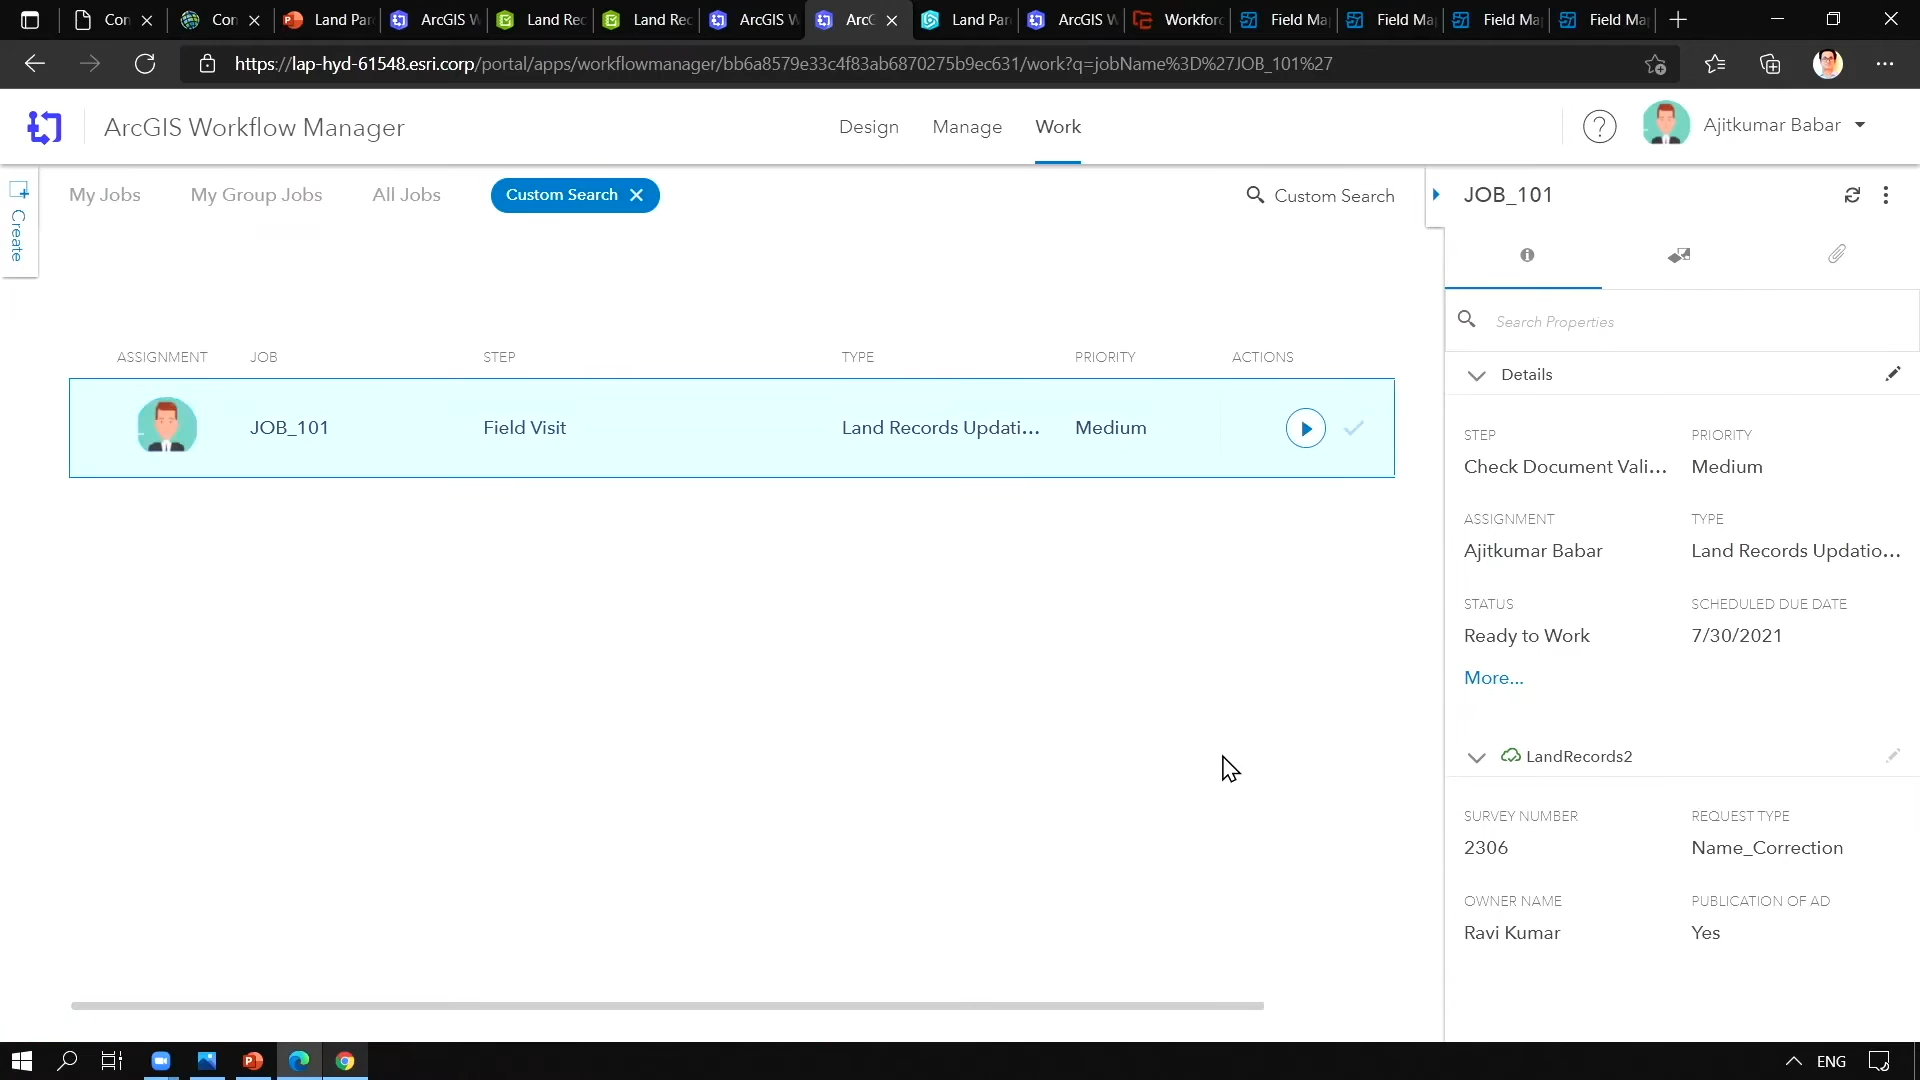 Con
Con
Land Par
ArcGIS W
Land Rec
Land Rec
ArcGIS W
ArcG
Land Par
ArcGIS W
Workforc
Field Ma
Field Ma
Field Ma
Field Ma
https://lap-hyd-61548.esri.corp/portal/apps/workflowmanager/bb6a8579e33c4f83ab6870275b9ec631/work?q=jobName%3D%27JOB_101%27
ArcGIS Workflow Manager
Design
Manage
Work
Ajitkumar Babar
Create
My Jobs
My Group Jobs
All Jobs
Custom Search
Custom Search
JOB_101
Search Properties
ASSIGNMENT JOB STEP TYPE PRIORITY ACTIONS
JOB_101 Field Visit Land Records Updati... Medium
Details
STEP PRIORITY
Check Document Vali... Medium
ASSIGNMENT TYPE
Ajitkumar Babar Land Records Updatio...
STATUS SCHEDULED DUE DATE
Ready to Work 7/30/2021
More...
LandRecords2
SURVEY NUMBER REQUEST TYPE
2306 Name_Correction
OWNER NAME PUBLICATION OF AD
Ravi Kumar Yes
ENG